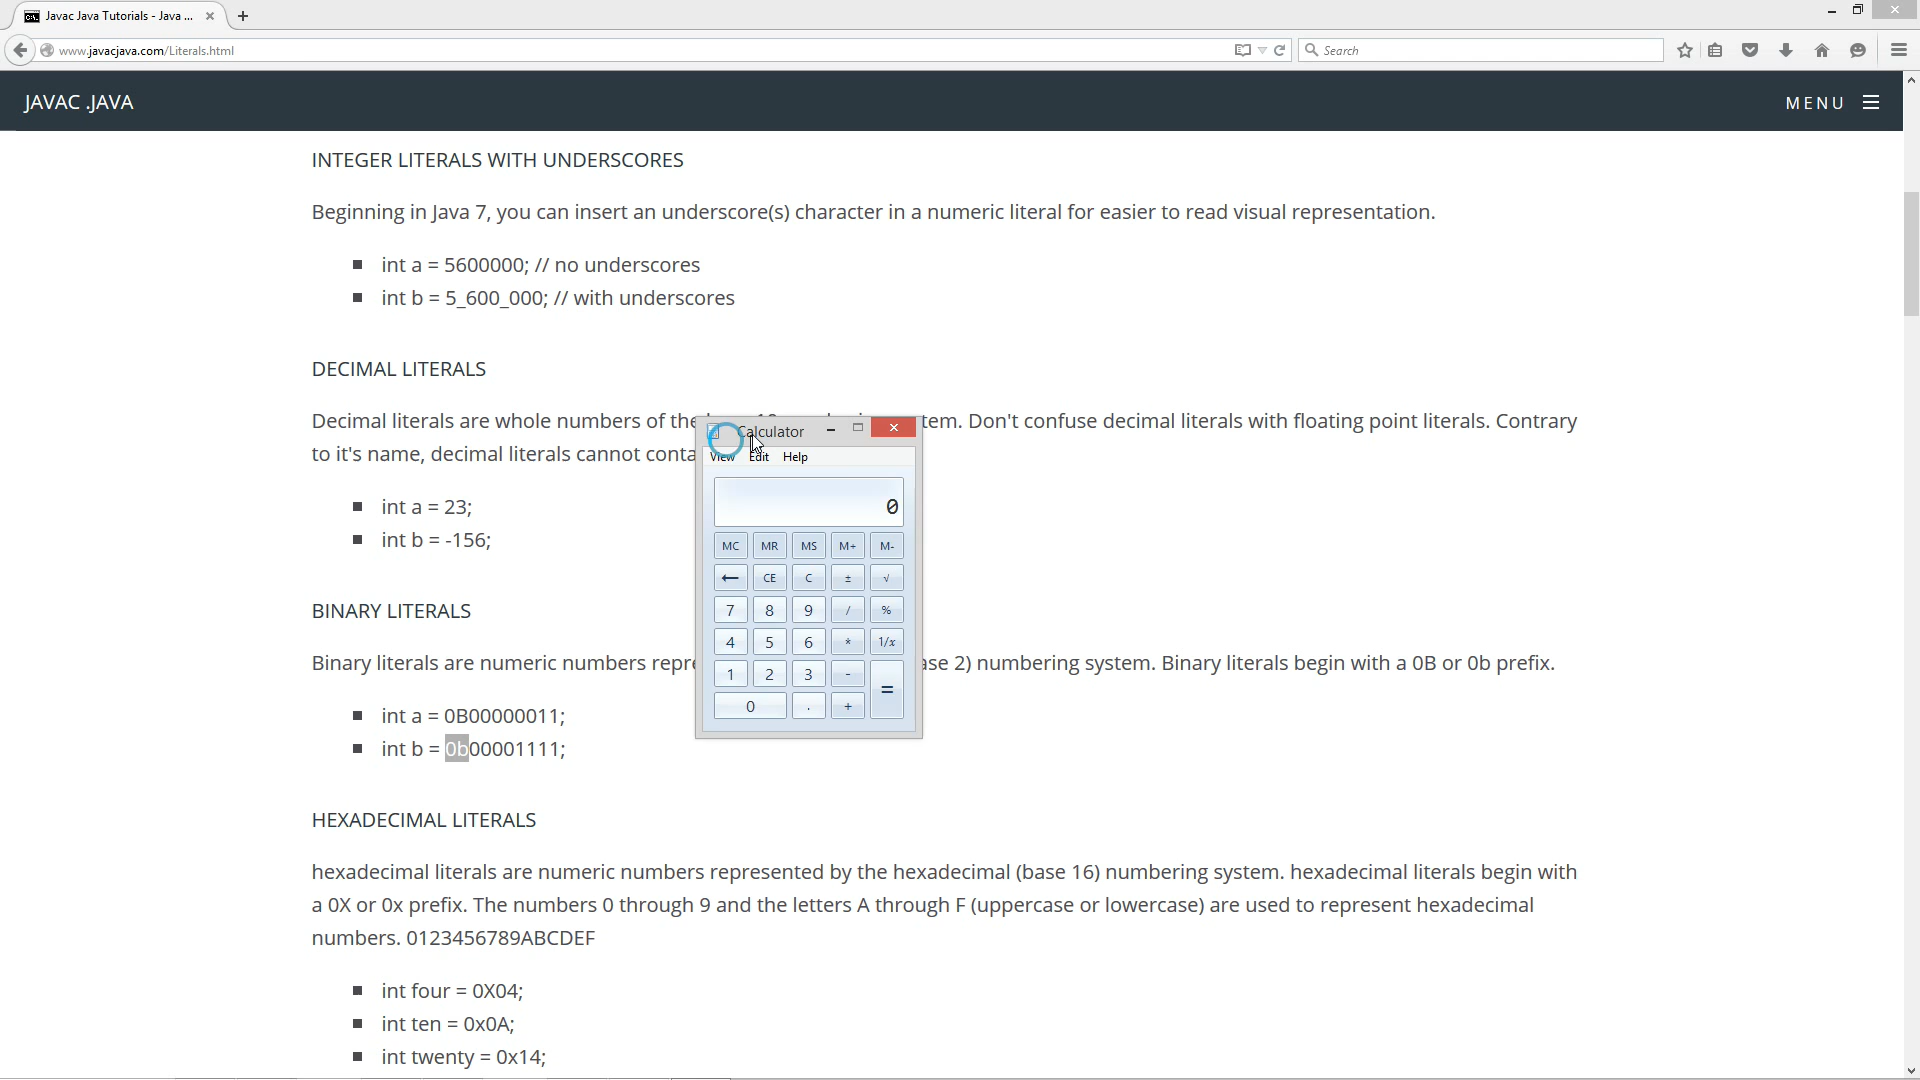 Javac Java Tutorials - Java ...
www.javacjava.com/Literals.html
Search
JAVAC .JAVA
MENU
INTEGER LITERALS WITH UNDERSCORES
Beginning in Java 7, you can insert an underscore(s) character in a numeric literal for easier to read visual representation.
int a = 5600000; // no underscores
int b = 5_600_000; // with underscores
DECIMAL LITERALS
Decimal literals are whole numbers of the tem. Don't confuse decimal literals with floating point literals. Contrary
to it's name, decimal literals cannot conta
int a = 23;
int b = -156;
BINARY LITERALS
Binary literals are numeric numbers repre ase 2) numbering system. Binary literals begin with a 0B or 0b prefix.
int a = 0B00000011;
int b = 0b00001111;
HEXADECIMAL LITERALS
hexadecimal literals are numeric numbers represented by the hexadecimal (base 16) numbering system. hexadecimal literals begin with
a 0X or 0x prefix. The numbers 0 through 9 and the letters A through F (uppercase or lowercase) are used to represent hexadecimal
numbers. 0123456789ABCDEF
int four = 0X04;
int ten = 0x0A;
int twenty = 0x14;
Calculator
View Edit Help
0
MC MR MS M+ M-
← CE C ± √
7 8 9 / %
4 5 6 * 1/x
1 2 3 - =
0 . +